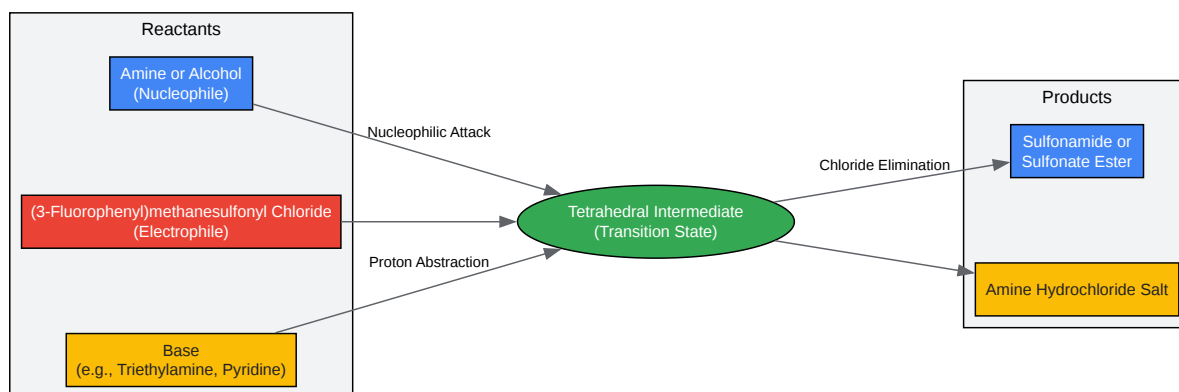 Reactants
Amine or Alcohol
(Nucleophile)
(3-Fluorophenyl)methanesulfonyl Chloride
(Electrophile)
Base
(e.g., Triethylamine, Pyridine)
Nucleophilic Attack
Proton Abstraction
Tetrahedral Intermediate
(Transition State)
Chloride Elimination
Products
Sulfonamide or
Sulfonate Ester
Amine Hydrochloride Salt